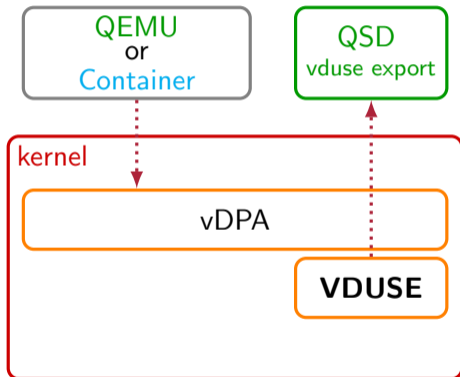 QEMU
or
Container
QSD
vduse export
kernel
vDPA
VDUSE